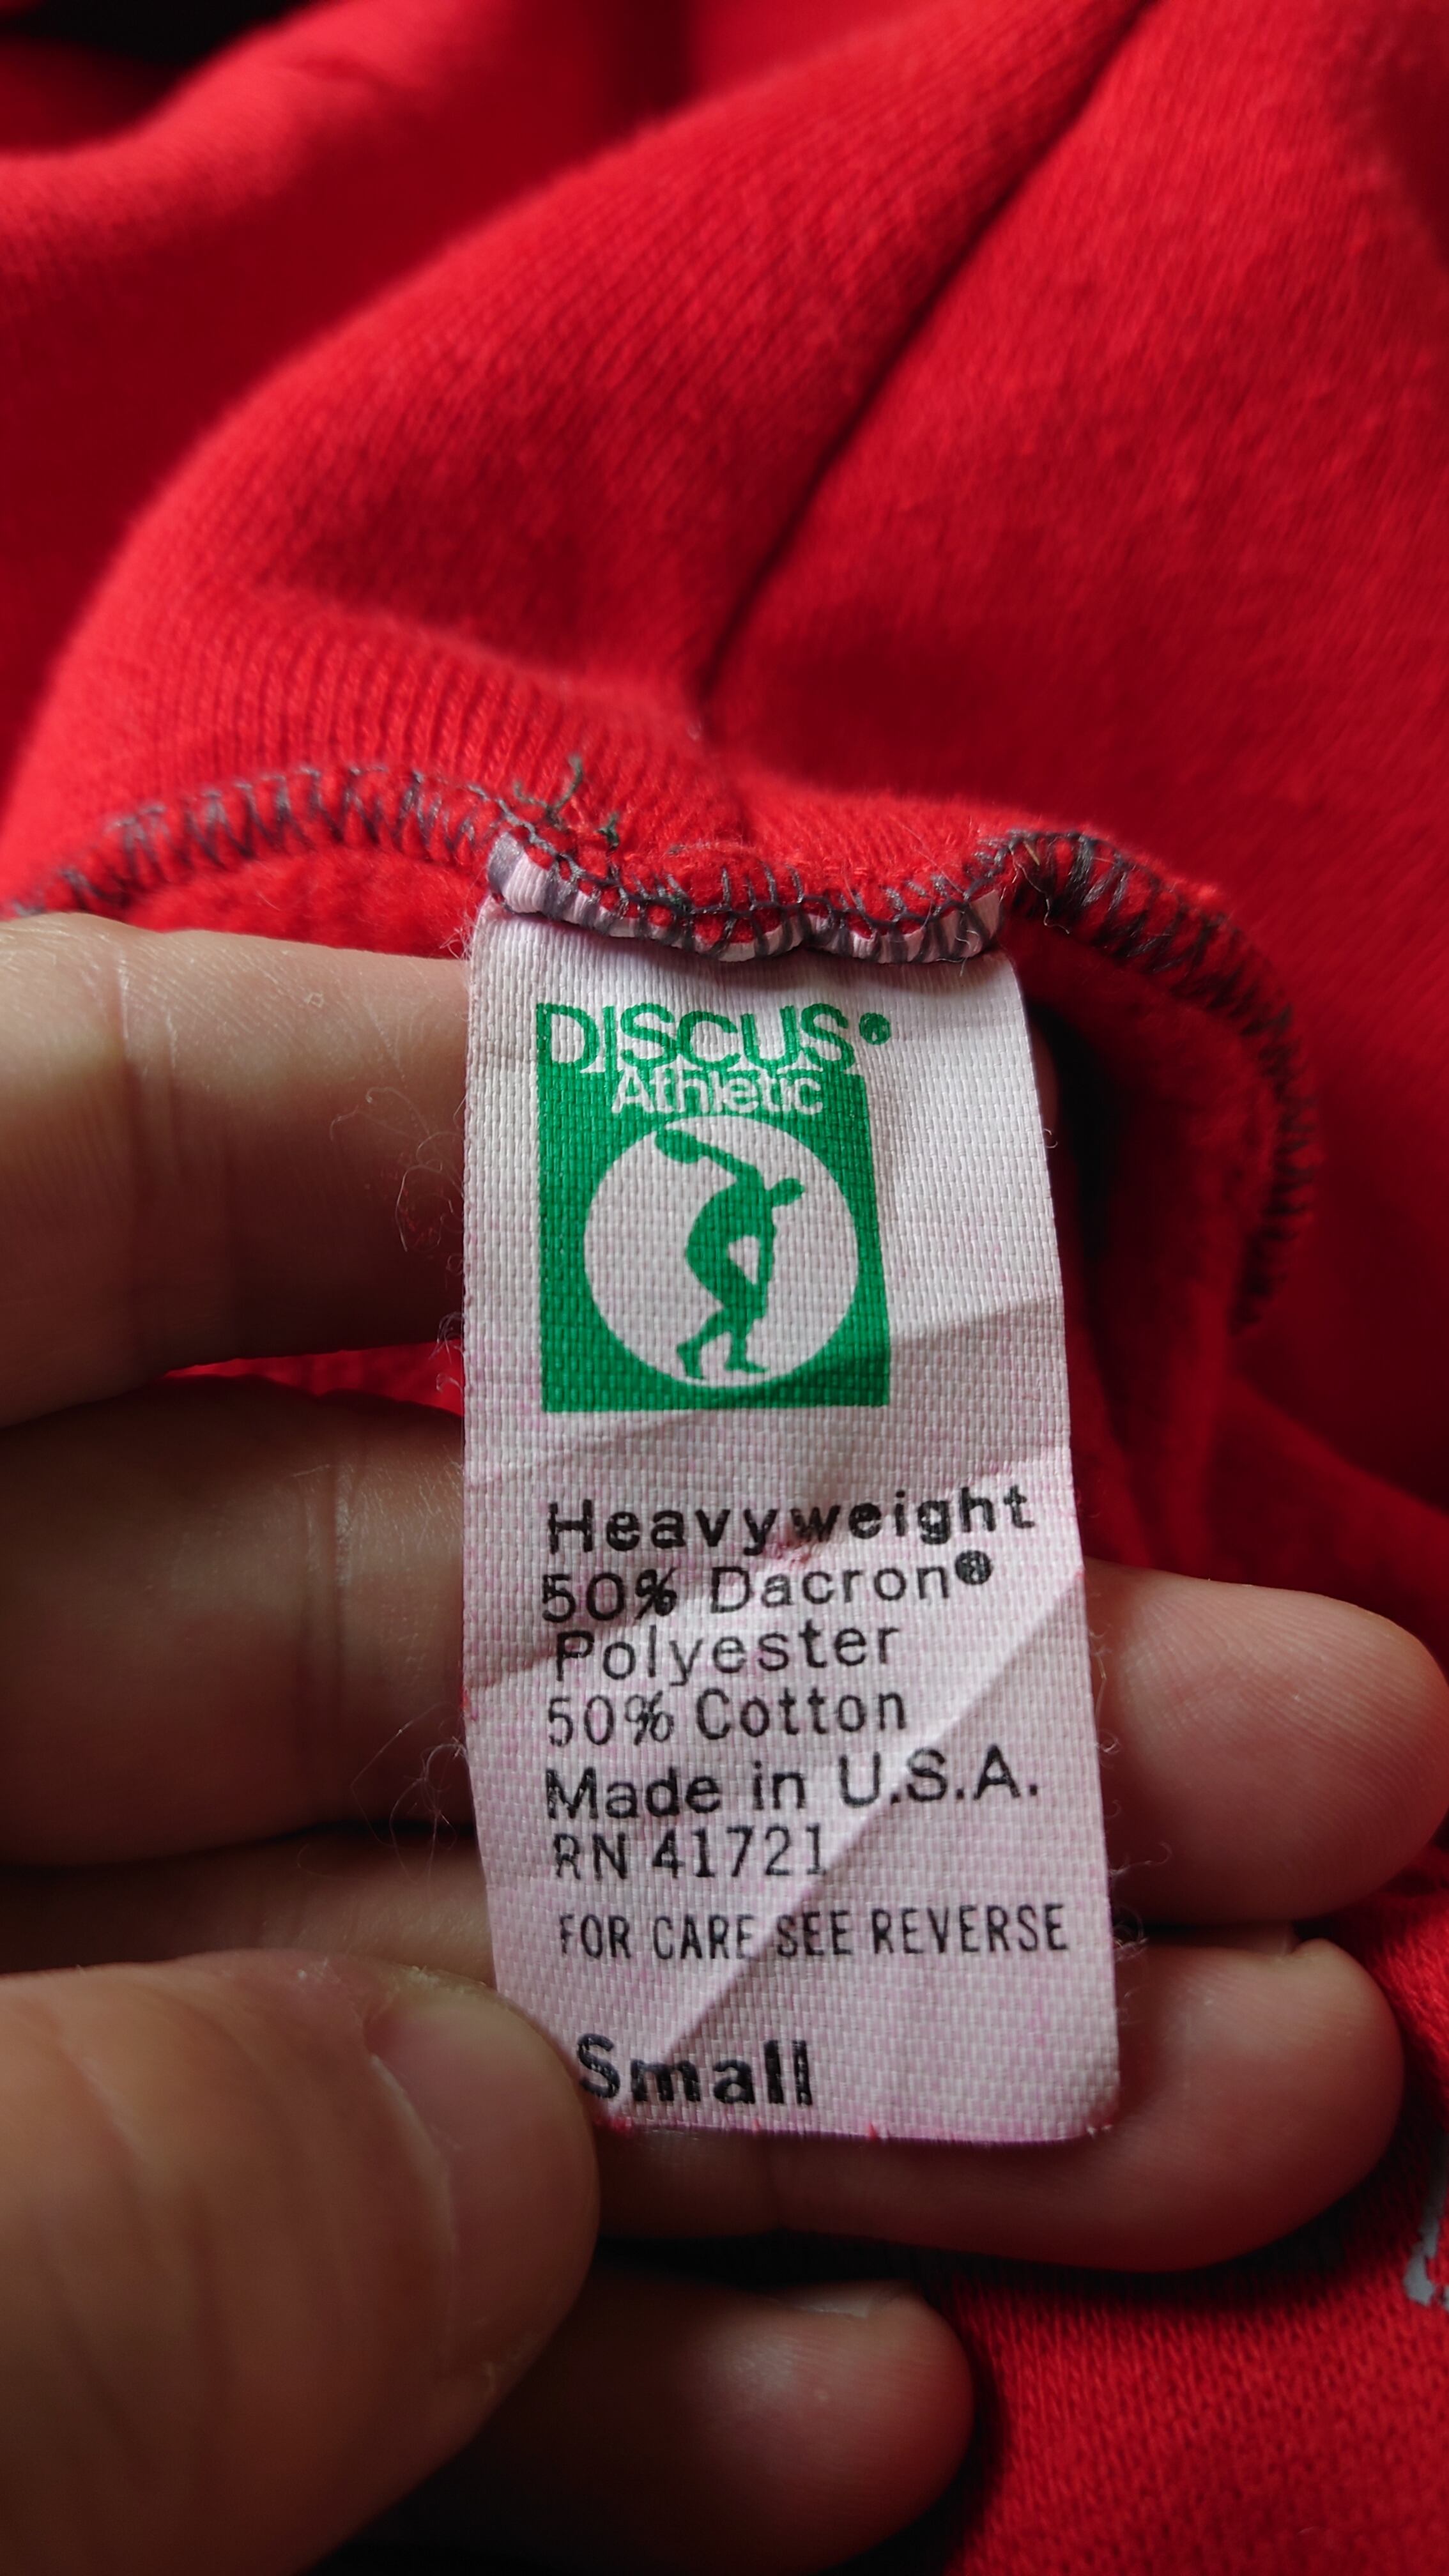 DISCUS®
Athletic
Heavyweight
50% Dacron®
Polyester
50% Cotton
Made in U.S.A.
RN 41721
FOR CARE SEE REVERSE
Small